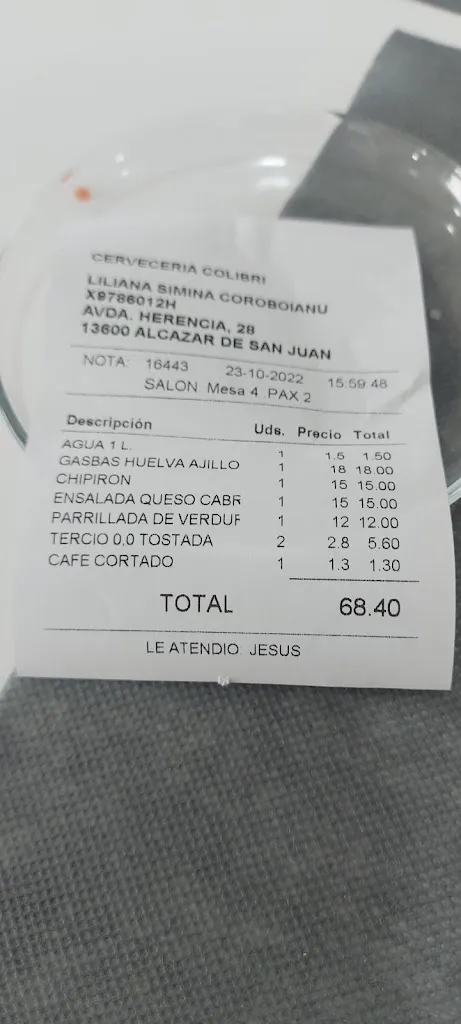 CERVECERIA COLIBRI
LILIANA SIMINA COROBOIANU
X9786012H
AVDA. HERENCIA, 28
13600 ALCAZAR DE SAN JUAN
NOTA: 16443 23-10-2022 15:59:48
SALON Mesa 4 PAX 2
Descripción Uds. Precio Total
AGUA 1 L. 1 1.5 1.50
GASBAS HUELVA AJILLO 1 18 18.00
CHIPIRON 1 15 15.00
ENSALADA QUESO CABR 1 15 15.00
PARRILLADA DE VERDUF 1 12 12.00
TERCIO 0,0 TOSTADA 2 2.8 5.60
CAFE CORTADO 1 1.3 1.30
TOTAL 68.40
LE ATENDIO: JESUS